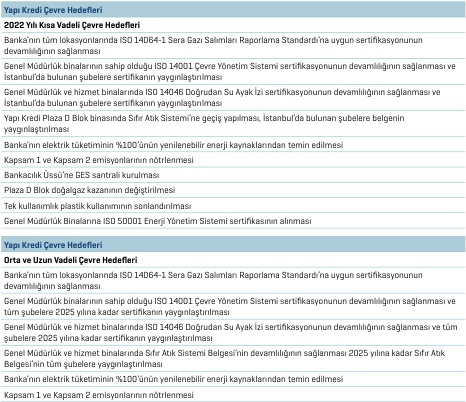 Yapı Kredi Çevre Hedefleri
2022 Yılı Kısa Vadeli Çevre Hedefleri
Banka'nın tüm lokasyonlarında ISO 14064-1 Sera Gazı Salımları Raporlama Standardı'na uygun sertifikasyonunun
devamlılığının sağlanması
Genel Müdürlük binalarının sahip olduğu ISO 14001 Çevre Yönetim Sistemi sertifikasyonunun devamlılığının sağlanması ve
İstanbul'da bulunan şubelere sertifikanın yaygınlaştırılması
Genel Müdürlük ve hizmet binalarında ISO 14046 Doğrudan Su Ayak İzi sertifikasyonunun devamlılığının sağlanması ve
İstanbul'da bulunan şubelere sertifikanın yaygınlaştırılması
Yapı Kredi Plaza D Blok binasında Sıfır Atık Sistemi'ne geçiş yapılması, İstanbul'da bulunan şubelere belgenin
yaygınlaştırılması
Banka'nın elektrik tüketiminin %100'ünün yenilenebilir enerji kaynaklarından temin edilmesi
Kapsam 1 ve Kapsam 2 emisyonlarının nötrlenmesi
Bankacılık Üssü'ne GES santrali kurulması
Plaza D Blok doğalgaz kazanının değiştirilmesi
Tek kullanımlık plastik kullanımının sonlandırılması
Genel Müdürlük Binalarına ISO 50001 Enerji Yönetim Sistemi sertifikasının alınması
Yapı Kredi Çevre Hedefleri
Orta ve Uzun Vadeli Çevre Hedefleri
Banka'nın tüm lokasyonlarında ISO 14064-1 Sera Gazı Salımları Raporlama Standardı'na uygun sertifikasyonunun
devamlılığının sağlanması
Genel Müdürlük binalarının sahip olduğu ISO 14001 Çevre Yönetim Sistemi sertifikasyonunun devamlılığının sağlanması ve
tüm şubelere 2025 yılına kadar sertifikanın yaygınlaştırılması
Genel Müdürlük ve hizmet binalarında ISO 14046 Doğrudan Su Ayak İzi sertifikasyonunun devamlılığının sağlanması ve tüm
şubelere 2025 yılına kadar sertifikanın yaygınlaştırılması
Genel Müdürlük ve hizmet binalarında Sıfır Atık Sistemi Belgesi'nin devamlılığının sağlanması 2025 yılına kadar Sıfır Atık
Belgesi'nin tüm şubelere yaygınlaştırılması
Banka'nın elektrik tüketiminin %100'ünün yenilenebilir enerji kaynaklarından temin edilmesi
Kapsam 1 ve Kapsam 2 emisyonlarının nötrlenmesi